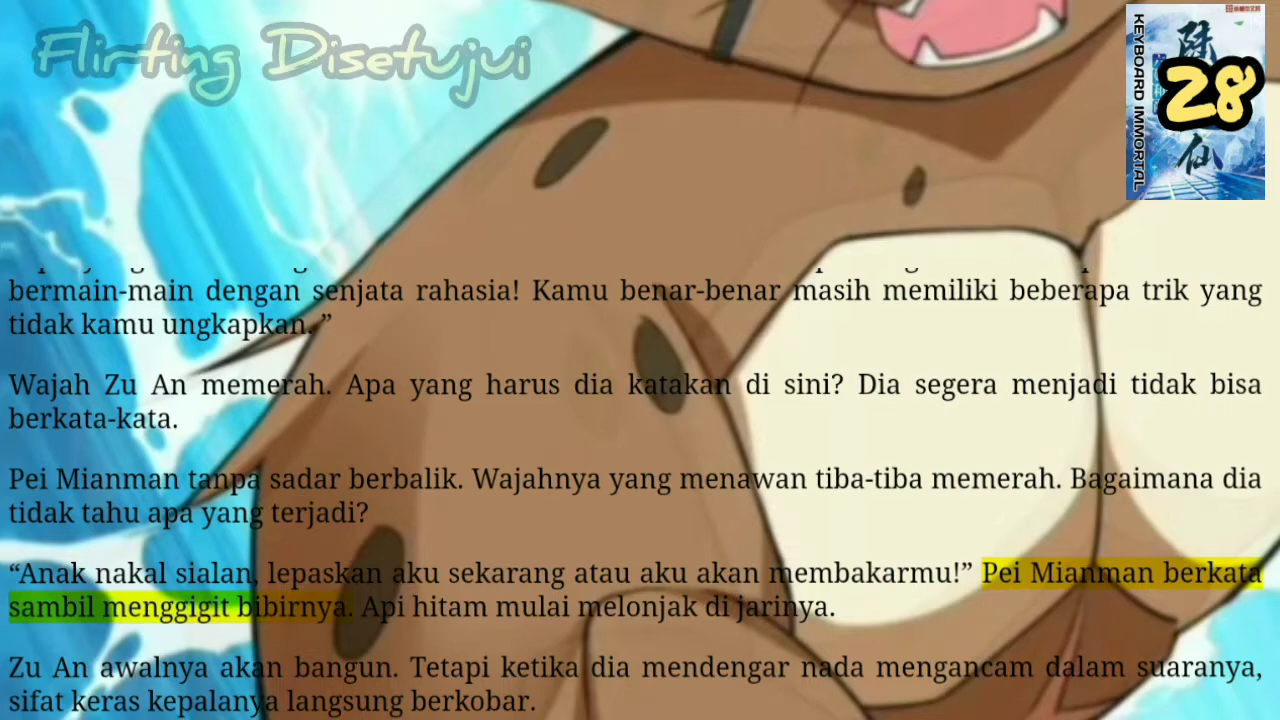 Flirting Disetujui
KEYBOARD IMMORTAL
陆
仙
28
bermain-main dengan senjata rahasia! Kamu benar-benar masih memiliki beberapa trik yang
tidak kamu ungkapkan. ”
Wajah Zu An memerah. Apa yang harus dia katakan di sini? Dia segera menjadi tidak bisa
berkata-kata.
Pei Mianman tanpa sadar berbalik. Wajahnya yang menawan tiba-tiba memerah. Bagaimana dia
tidak tahu apa yang terjadi?
“Anak nakal sialan, lepaskan aku sekarang atau aku akan membakarmu!” Pei Mianman berkata
sambil menggigit bibirnya. Api hitam mulai melonjak di jarinya.
Zu An awalnya akan bangun. Tetapi ketika dia mendengar nada mengancam dalam suaranya,
sifat keras kepalanya langsung berkobar.